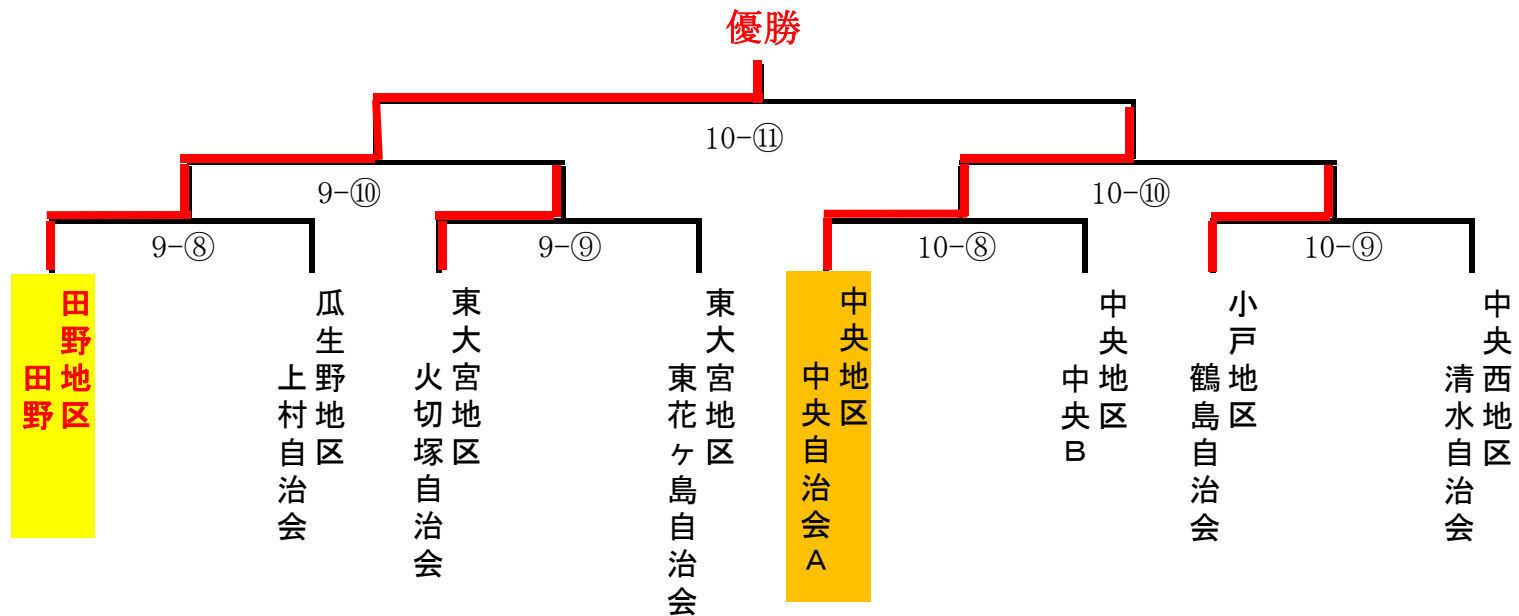 優勝
10-⑪
9-⑩
10-⑩
9-⑧
9-⑨
10-⑧
10-⑨
田野地区
田野
瓜生野地区
上村自治会
東大宮地区
火切塚自治会
東大宮地区
東花ヶ島自治会
中央地区
中央自治会A
中央地区
中央B
小戸地区
鶴島自治会
中央西地区
清水自治会